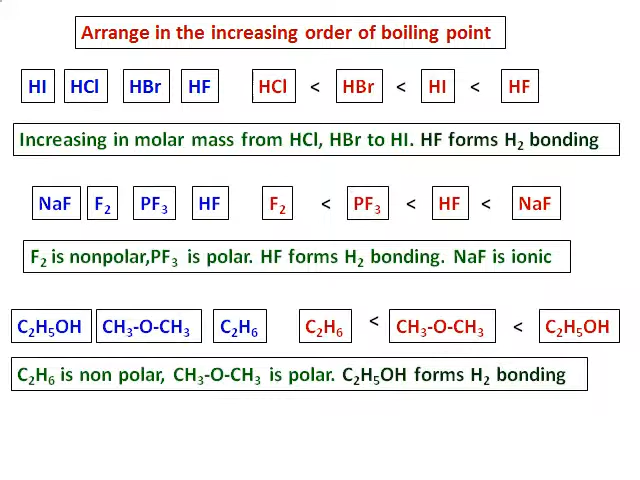 Arrange in the increasing order of boiling point
HI HCl HBr HF HCl < HBr < HI < HF
Increasing in molar mass from HCl, HBr to HI. HF forms H₂ bonding
NaF F₂ PF₃ HF F₂ < PF₃ < HF < NaF
F₂ is nonpolar,PF₃ is polar. HF forms H₂ bonding. NaF is ionic
C₂H₅OH CH₃-O-CH₃ C₂H₆ C₂H₆ < CH₃-O-CH₃ < C₂H₅OH
C₂H₆ is non polar, CH₃-O-CH₃ is polar. C₂H₅OH forms H₂ bonding